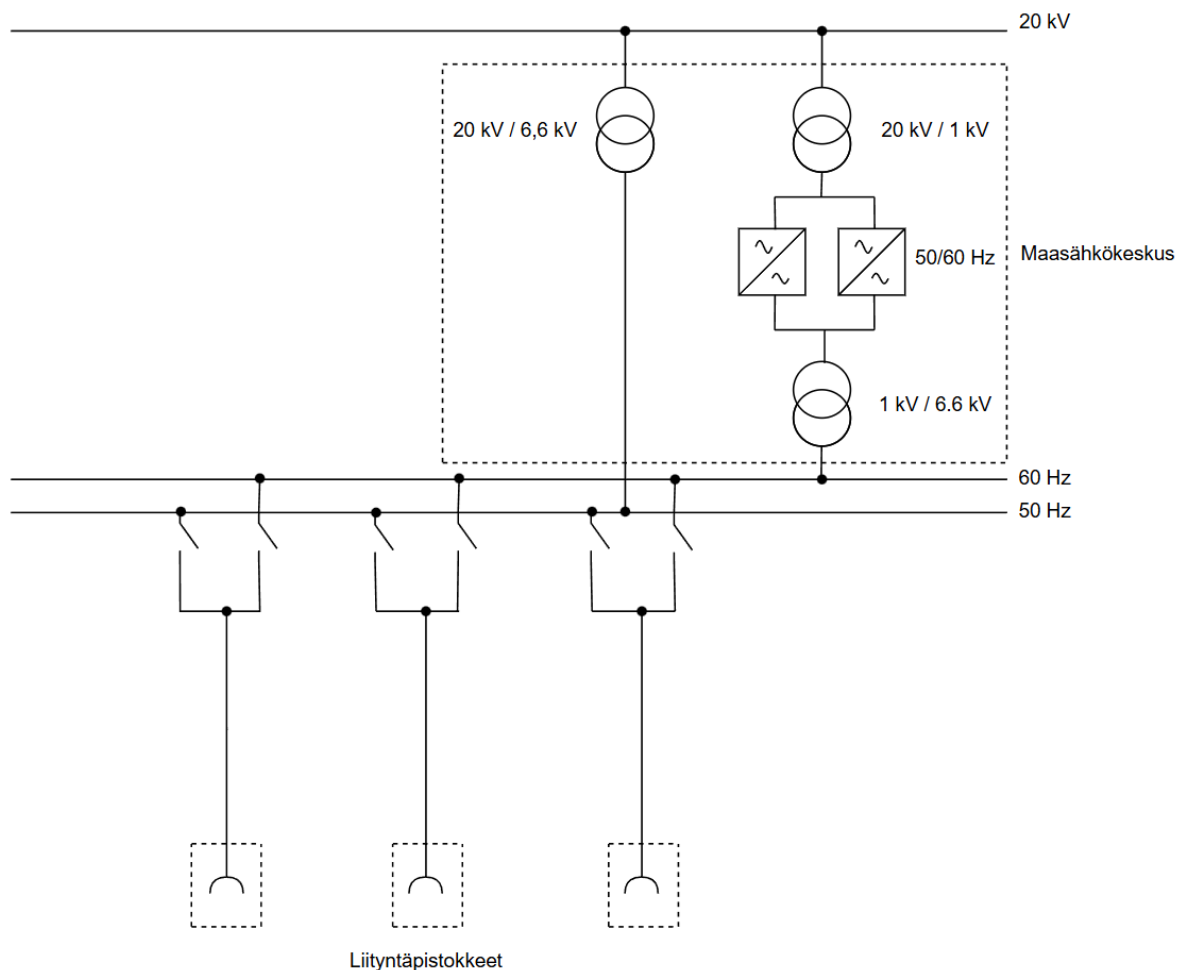 20 kV
20 kV / 6,6 kV
20 kV / 1 kV
50/60 Hz
Maasähkökeskus
1 kV / 6.6 kV
60 Hz
50 Hz
Liityntäpistokkeet